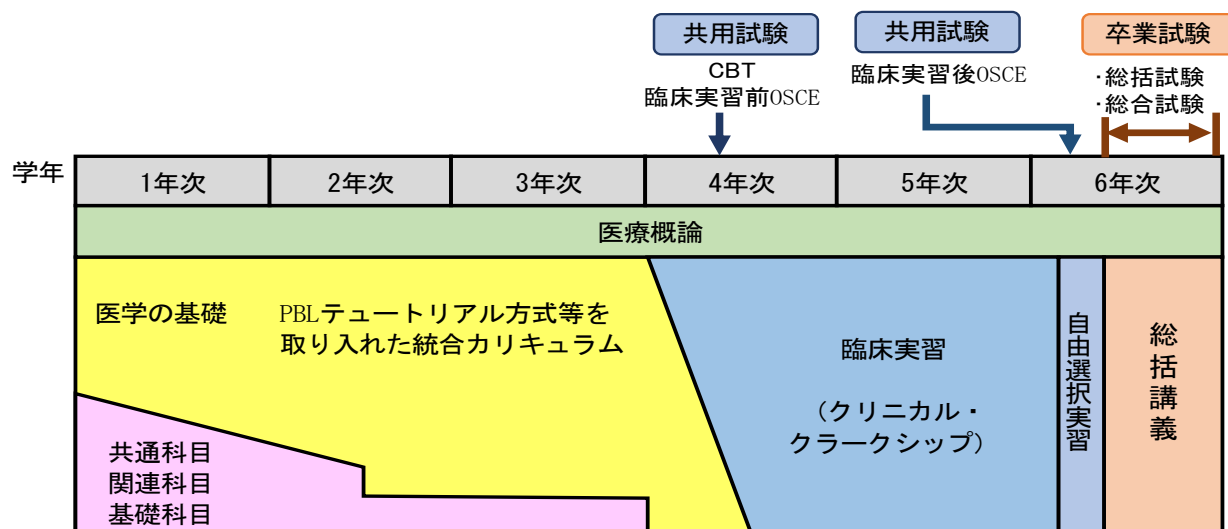 共用試験
共用試験
卒業試験
CBT
臨床実習前OSCE
臨床実習後OSCE
・総括試験
・総合試験
学年
1年次
2年次
3年次
4年次
5年次
6年次
医療概論
医学の基礎
PBLテュートリアル方式等を
取り入れた統合カリキュラム
臨床実習
（クリニカル・
クラークシップ）
自由選択実習
総括講義
共通科目
関連科目
基礎科目